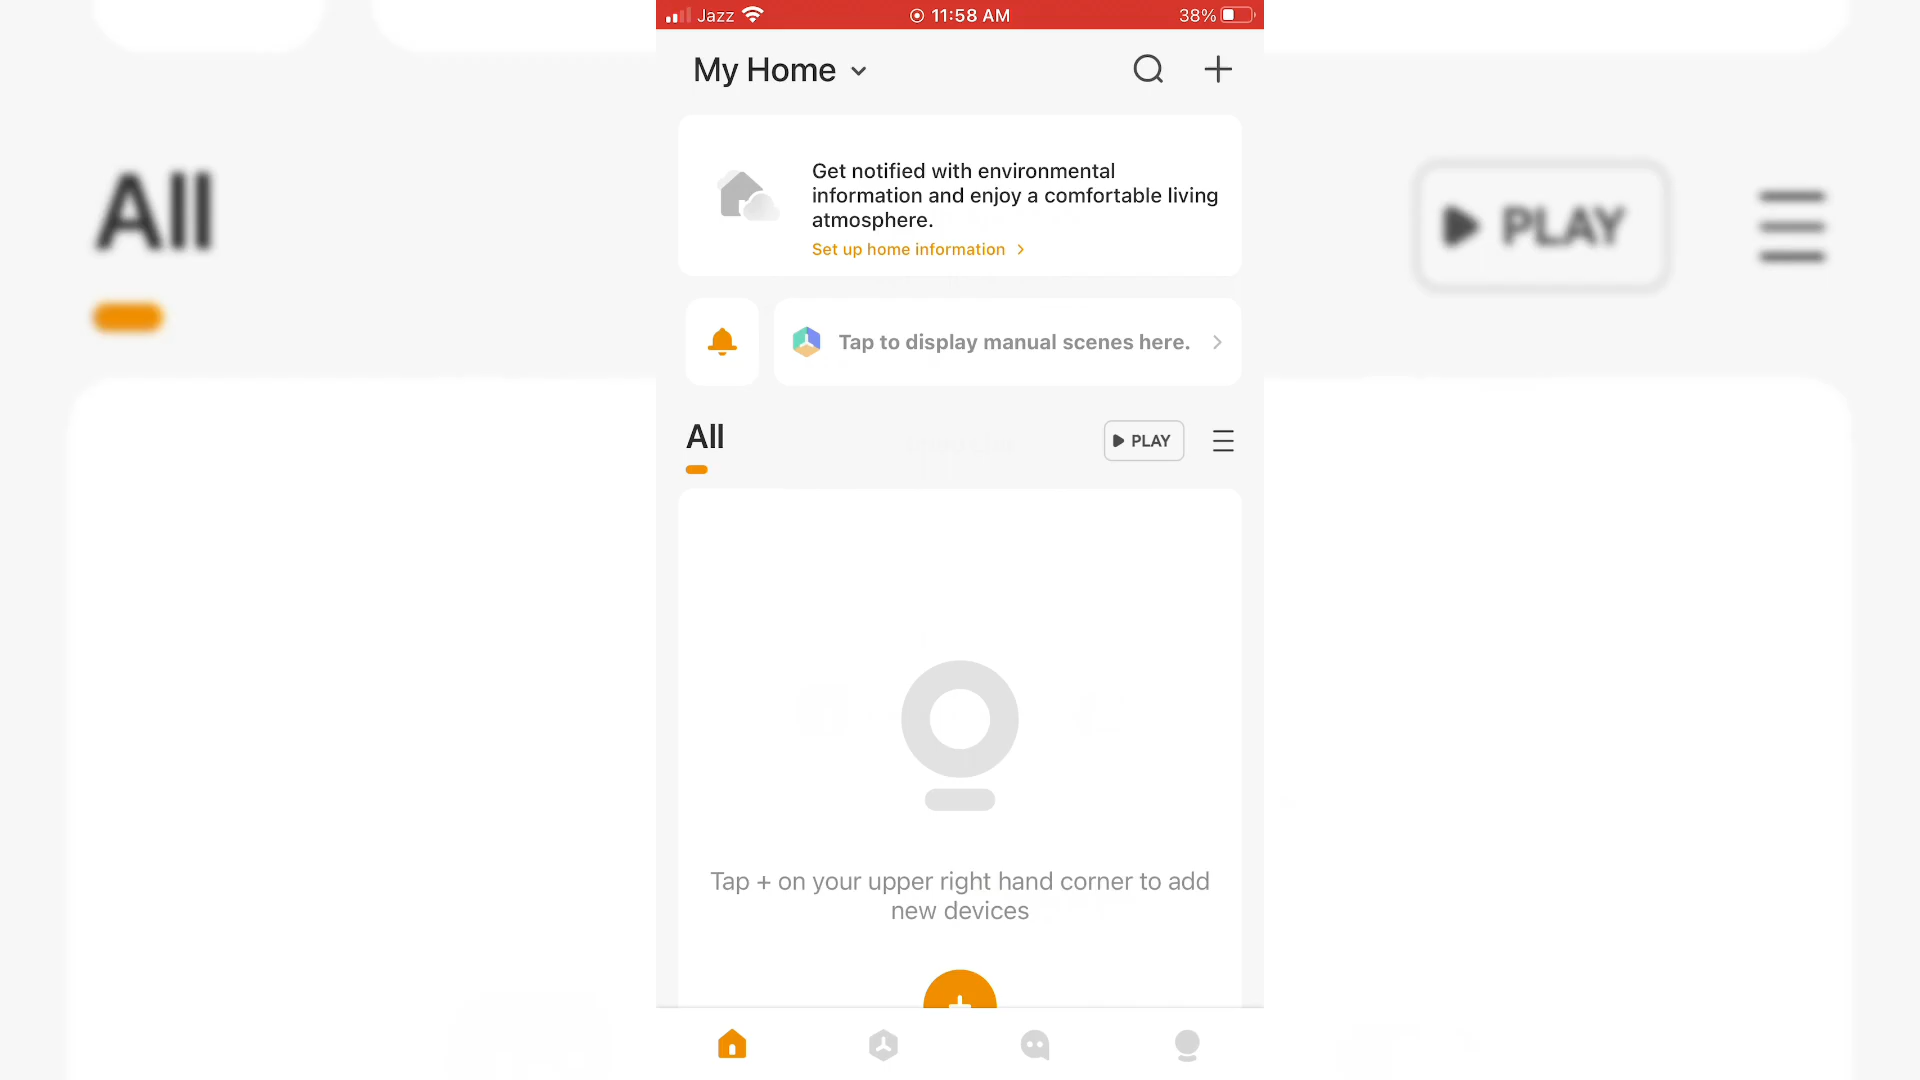 Jazz 11:58 AM 38%
My Home
Get notified with environmental
information and enjoy a comfortable living
atmosphere.
Set up home information
Tap to display manual scenes here.
All PLAY
All PLAY
Tap + on your upper right hand corner to add
new devices